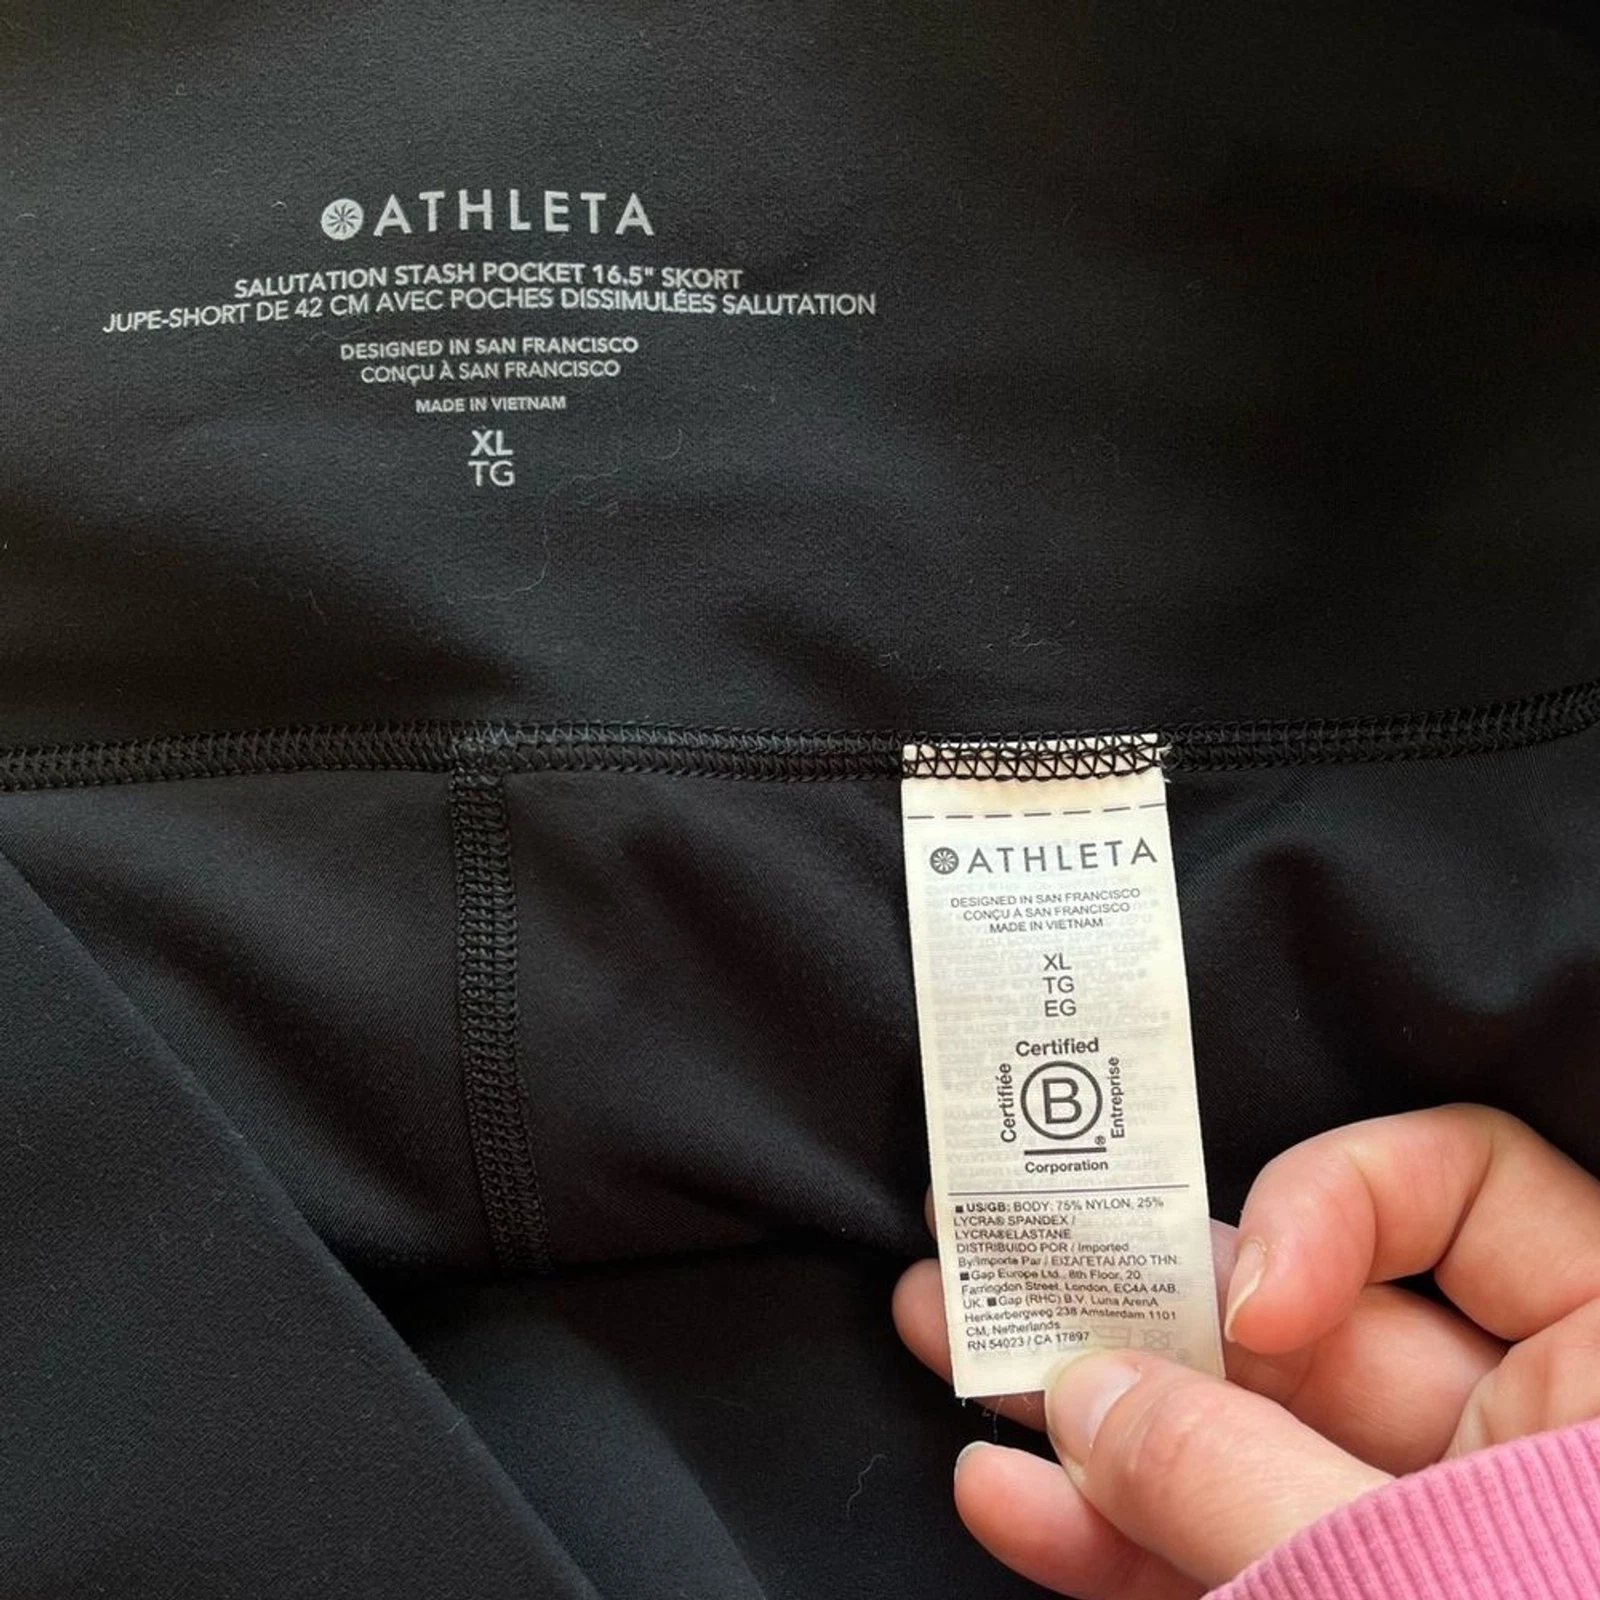 ATHLETA
SALUTATION STASH POCKET 16.5" SKORT
JUPE-SHORT DE 42 CM AVEC POCHES DISSIMULÉES SALUTATION
DESIGNED IN SAN FRANCISCO
CONÇU À SAN FRANCISCO
MADE IN VIETNAM
XL
TG
ATHLETA
DESIGNED IN SAN FRANCISCO
CONÇU À SAN FRANCISCO
MADE IN VIETNAM
XL
TG
EG
Certified
Certifiée
B
Entreprise
®
Corporation
US/GB: BODY: 75% NYLON, 25%
LYCRA® SPANDEX /
LYCRA®ELASTANE
DISTRIBUIDO POR / Imported
By/Importe Par / ΕΙΣΑΓΕΤΑΙ ΑΠΟ ΤΗΝ:
Gap Europe Ltd., 8th Floor, 20
Farringdon Street, London, EC4A 4AB,
UK. Gap (RHC) B.V. Luna ArenA
Herikerbergweg 238 Amsterdam 1101
CM, Netherlands
RN 54023 / CA 17897